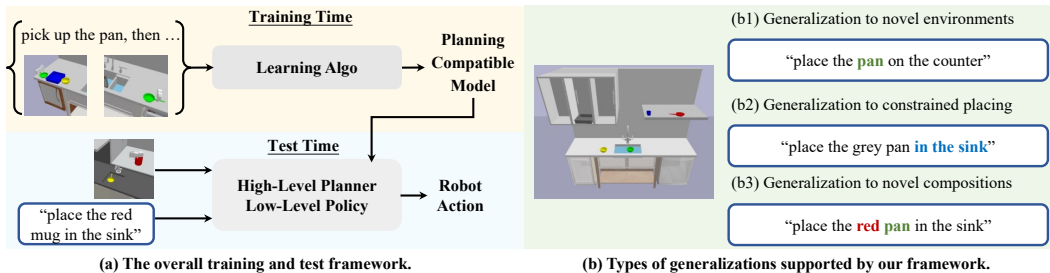 Training Time
pick up the pan, then …
Learning Algo
Planning
Compatible
Model
Test Time
High-Level Planner
Low-Level Policy
Robot
Action
“place the red
mug in the sink”
(a) The overall training and test framework.
(b1) Generalization to novel environments
“place the pan on the counter”
(b2) Generalization to constrained placing
“place the grey pan in the sink”
(b3) Generalization to novel compositions
“place the red pan in the sink”
(b) Types of generalizations supported by our framework.